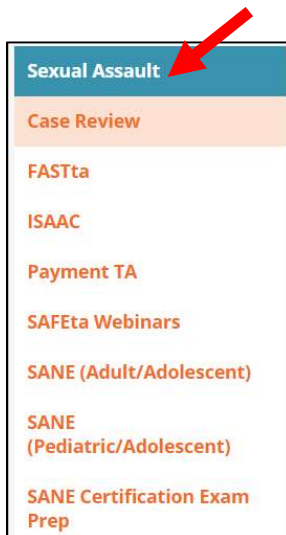 Sexual Assault
Case Review
FASTta
ISAAC
Payment TA
SAFEta Webinars
SANE (Adult/Adolescent)
SANE
(Pediatric/Adolescent)
SANE Certification Exam
Prep